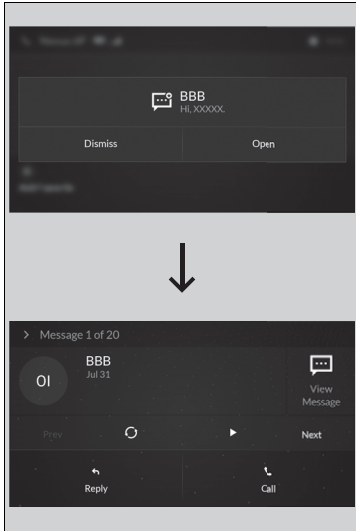 BBB
Hi, XXXXX.
Dismiss
Open
Message 1 of 20
OI
BBB
Jul 31
View
Message
Prev
Next
Reply
Call